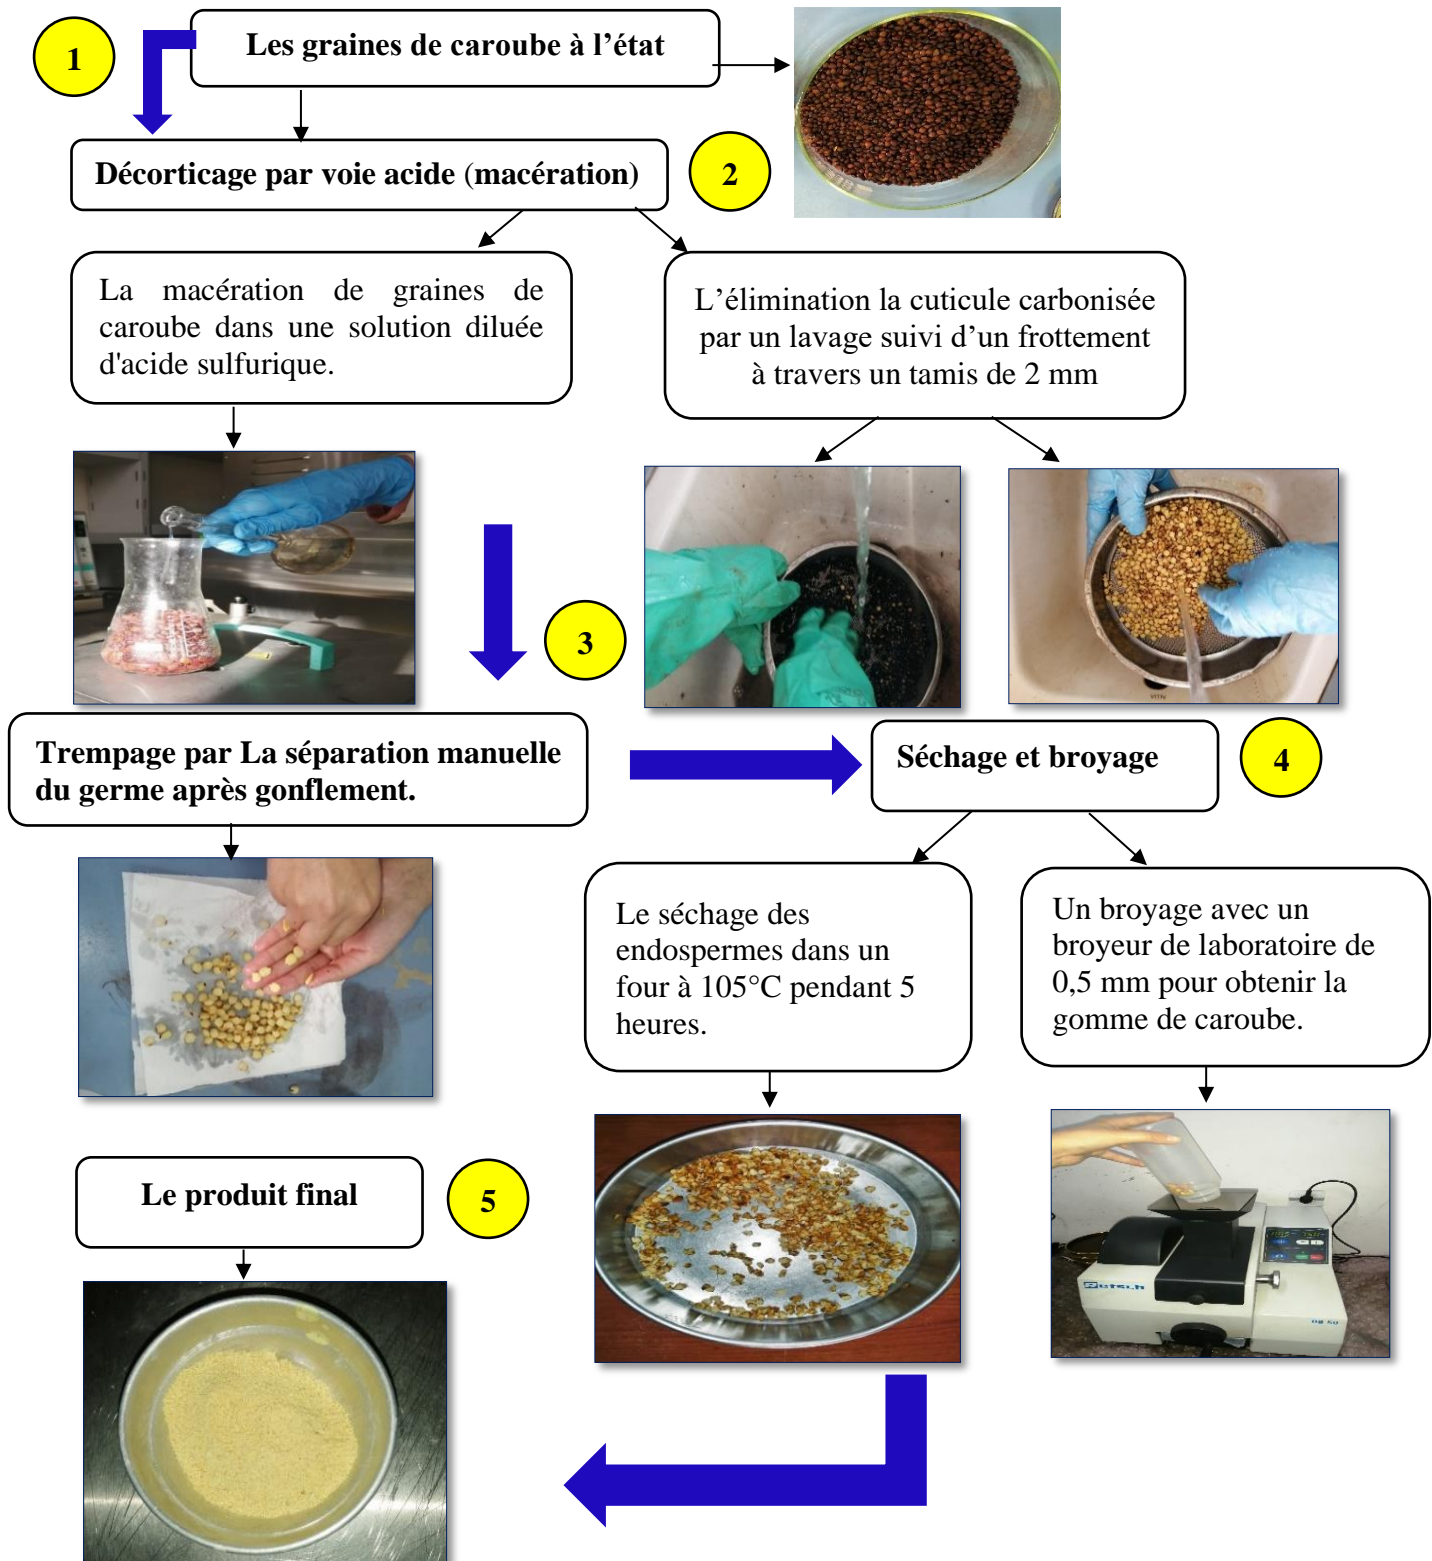 1
Les graines de caroube à l’état
Décorticage par voie acide (macération)
2
La macération de graines de
caroube dans une solution diluée
d'acide sulfurique.
L’élimination la cuticule carbonisée
par un lavage suivi d’un frottement
à travers un tamis de 2 mm
3
Trempage par La séparation manuelle
du germe après gonflement.
Séchage et broyage
4
Le séchage des
endospermes dans un
four à 105°C pendant 5
heures.
Un broyage avec un
broyeur de laboratoire de
0,5 mm pour obtenir la
gomme de caroube.
Retsch
Le produit final
5